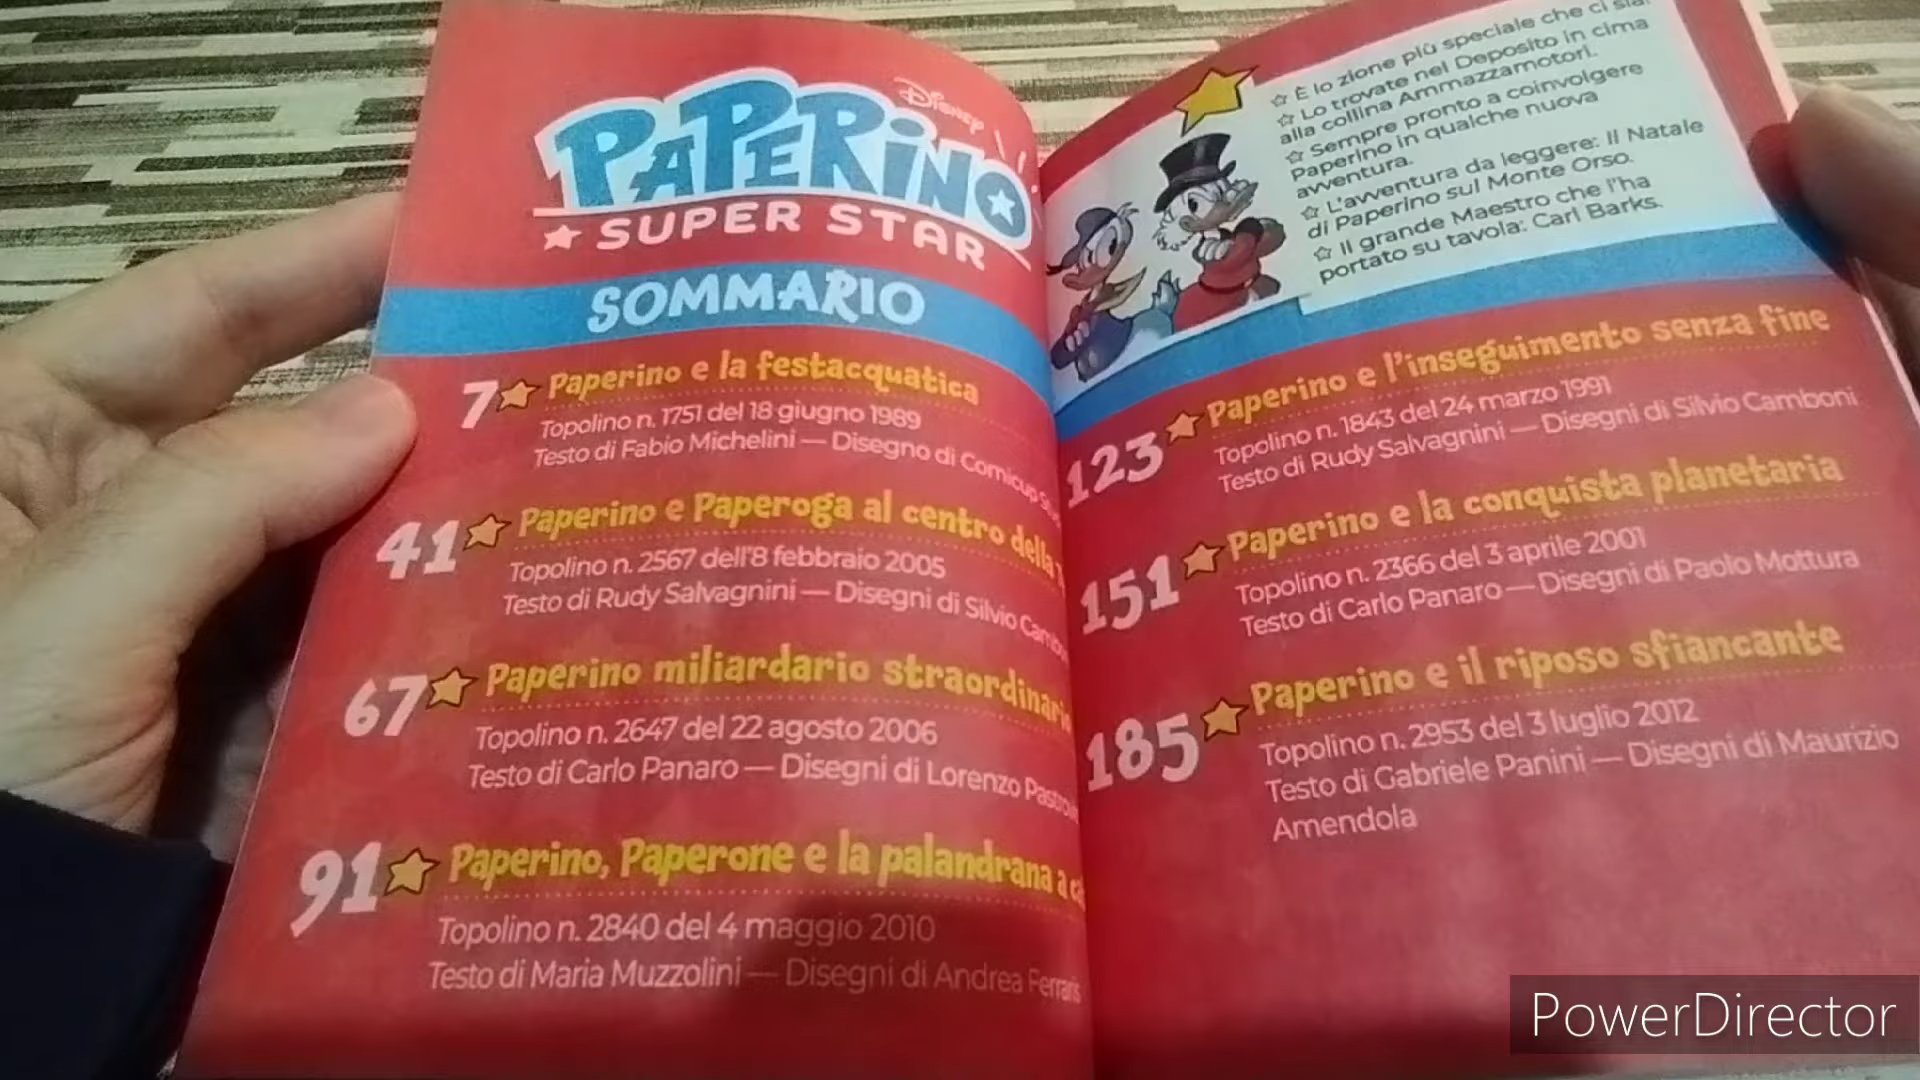 Disney
PAPERINO
SUPER STAR
SOMMARIO
7 Paperino e la festacquatica
Topolino n. 1751 del 18 giugno 1989
Testo di Fabio Michelini — Disegno di Comicup
41 Paperino e Paperoga al centro della
Topolino n. 2567 dell'8 febbraio 2005
Testo di Rudy Salvagnini — Disegni di Silvio
67 Paperino miliardario
Topolino n. 2647 del 22 agosto 2006
Testo di Carlo Panaro — Disegni di Lorenzo
91 Paperino, Paperone e la palandrana a
Topolino n. 2840 del 4 maggio 2010
Testo di Maria Muzzolini — Disegni di Andrea
È lo zione più speciale che ci sia!
Lo trovate nel Deposito in cima
alla collina Ammazzamotori.
Sempre pronto a coinvolgere
Paperino in qualche nuova
avventura.
L'avventura da leggere: Il Natale
di Paperino sul Monte Orso.
Il grande Maestro che l'ha
portato su tavola: Carl Barks.
123 Paperino e l'inseguimento senza fine
Topolino n. 1843 del 24 marzo 1991
Testo di Rudy Salvagnini — Disegni di Silvio Camboni
151 Paperino e la conquista planetaria
Topolino n. 2366 del 3 aprile 2001
Testo di Carlo Panaro — Disegni di Paolo Mottura
185 Paperino e il riposo sfiancante
Topolino n. 2953 del 3 luglio 2012
Testo di Gabriele Panini — Disegni di Maurizio
Amendola
PowerDirector